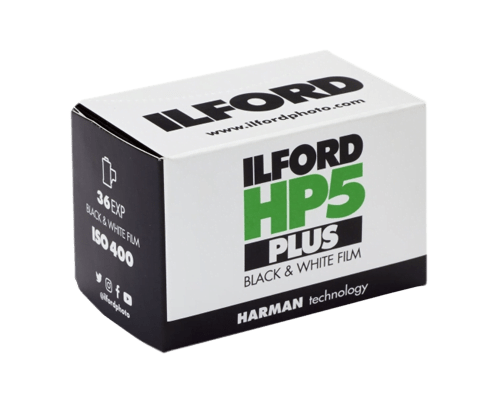 ILFORD
www.ilfordphoto.com
ILFORD
HP5
PLUS
BLACK & WHITE FILM
HARMAN technology
36 EXP
BLACK & WHITE FILM
ISO 400
ilfordphoto